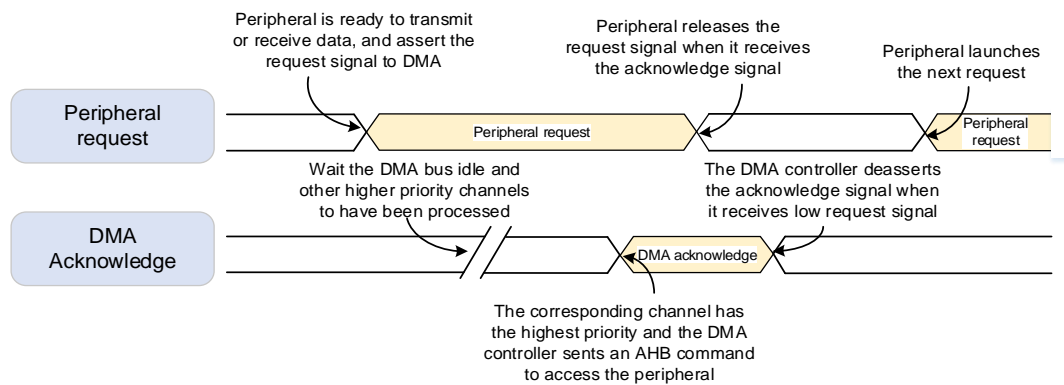 Peripheral is ready to transmit
or receive data, and assert the
request signal to DMA
Peripheral releases the
request signal when it receives
the acknowledge signal
Peripheral launches
the next request
Peripheral
request
Peripheral request
Peripheral
request
Wait the DMA bus idle and
other higher priority channels
to have been processed
The DMA controller deasserts
the acknowledge signal when
it receives low request signal
DMA
Acknowledge
DMA acknowledge
The corresponding channel has
the highest priority and the DMA
controller sents an AHB command
to access the peripheral